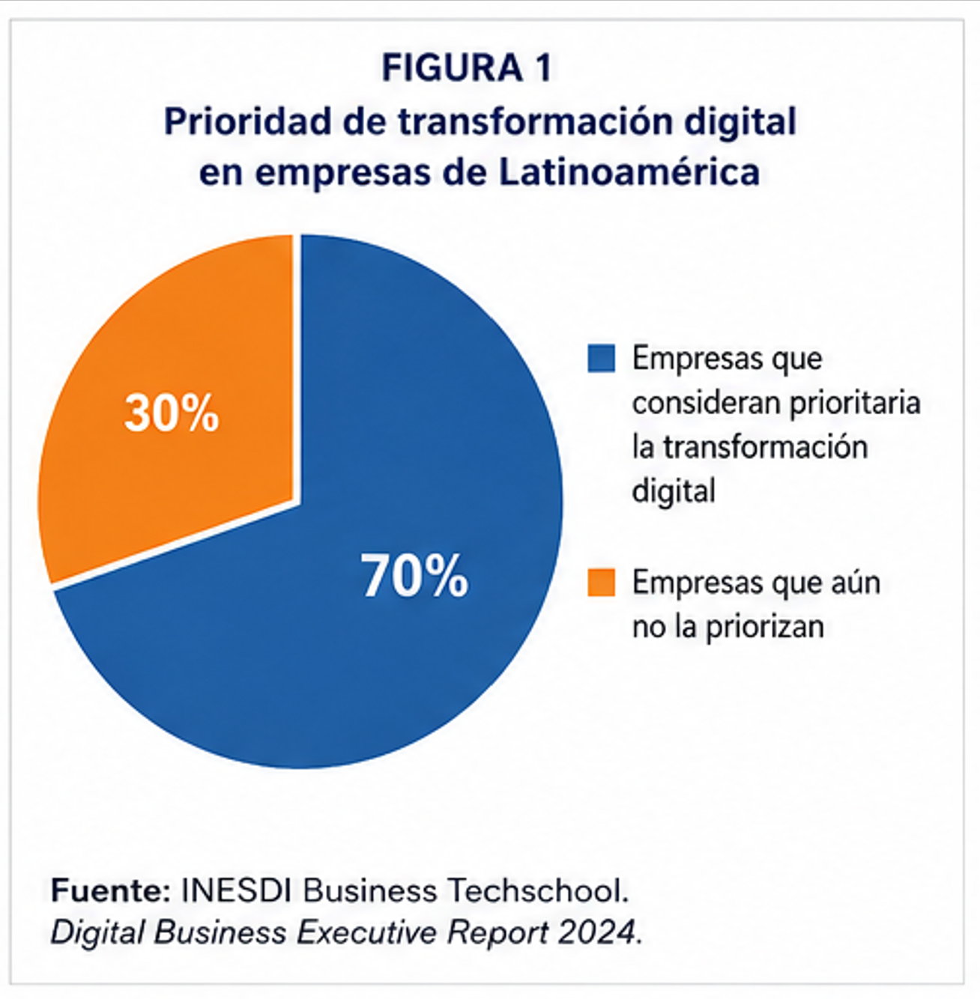 FIGURA 1
Prioridad de transformación digital
en empresas de Latinoamérica
30%
70%
Empresas que
consideran prioritaria
la transformación
digital
Empresas que aún
no la priorizan
Fuente: INESDI Business Techschool.
Digital Business Executive Report 2024.